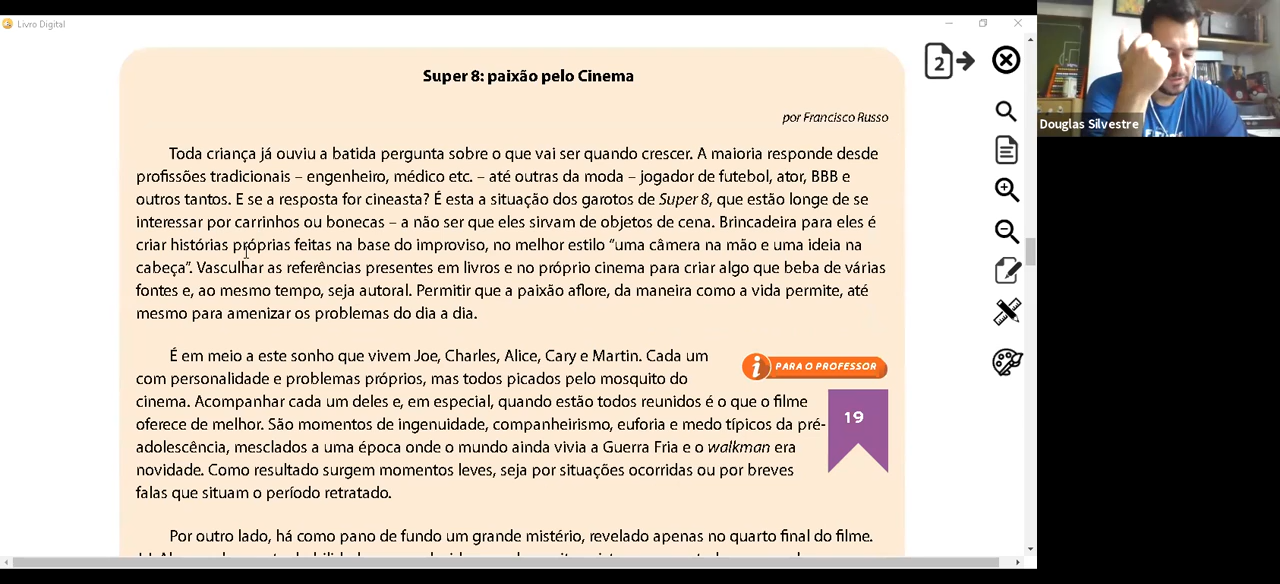 Livro Digital
Super 8: paixão pelo Cinema
por Francisco Russo
Toda criança já ouviu a batida pergunta sobre o que vai ser quando crescer. A maioria responde desde
profissões tradicionais – engenheiro, médico etc. – até outras da moda – jogador de futebol, ator, BBB e
outros tantos. E se a resposta for cineasta? É esta a situação dos garotos de Super 8, que estão longe de se
interessar por carrinhos ou bonecas – a não ser que eles sirvam de objetos de cena. Brincadeira para eles é
criar histórias próprias feitas na base do improviso, no melhor estilo “uma câmera na mão e uma ideia na
cabeça”. Vasculhar as referências presentes em livros e no próprio cinema para criar algo que beba de várias
fontes e, ao mesmo tempo, seja autoral. Permitir que a paixão aflore, da maneira como a vida permite, até
mesmo para amenizar os problemas do dia a dia.
É em meio a este sonho que vivem Joe, Charles, Alice, Cary e Martin. Cada um
com personalidade e problemas próprios, mas todos picados pelo mosquito do
cinema. Acompanhar cada um deles e, em especial, quando estão todos reunidos é o que o filme
oferece de melhor. São momentos de ingenuidade, companheirismo, euforia e medo típicos da pré-
adolescência, mesclados a uma época onde o mundo ainda vivia a Guerra Fria e o walkman era
novidade. Como resultado surgem momentos leves, seja por situações ocorridas ou por breves
falas que situam o período retratado.
Por outro lado, há como pano de fundo um grande mistério, revelado apenas no quarto final do filme.
i PARA O PROFESSOR
19
2
Douglas Silvestre